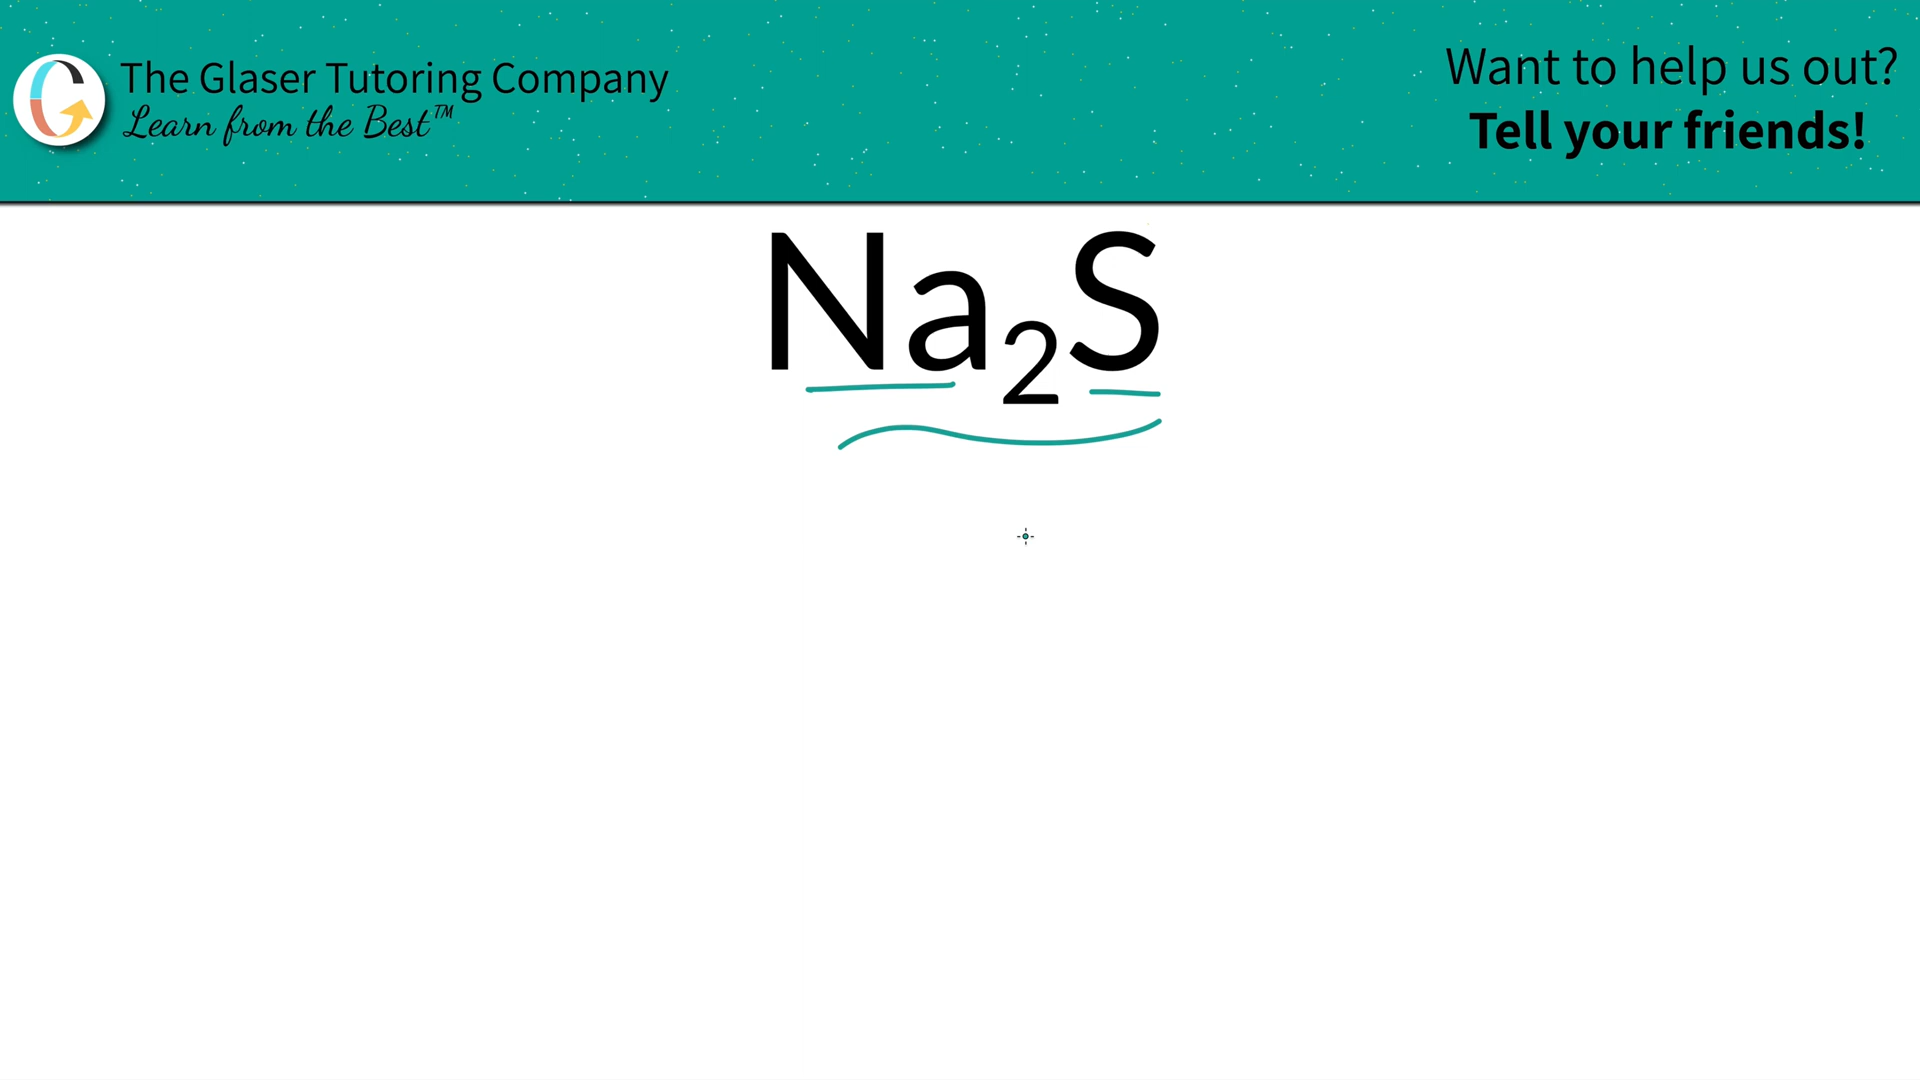 The Glaser Tutoring Company
Learn from the Best™
Want to help us out?
Tell your friends!
Na₂S